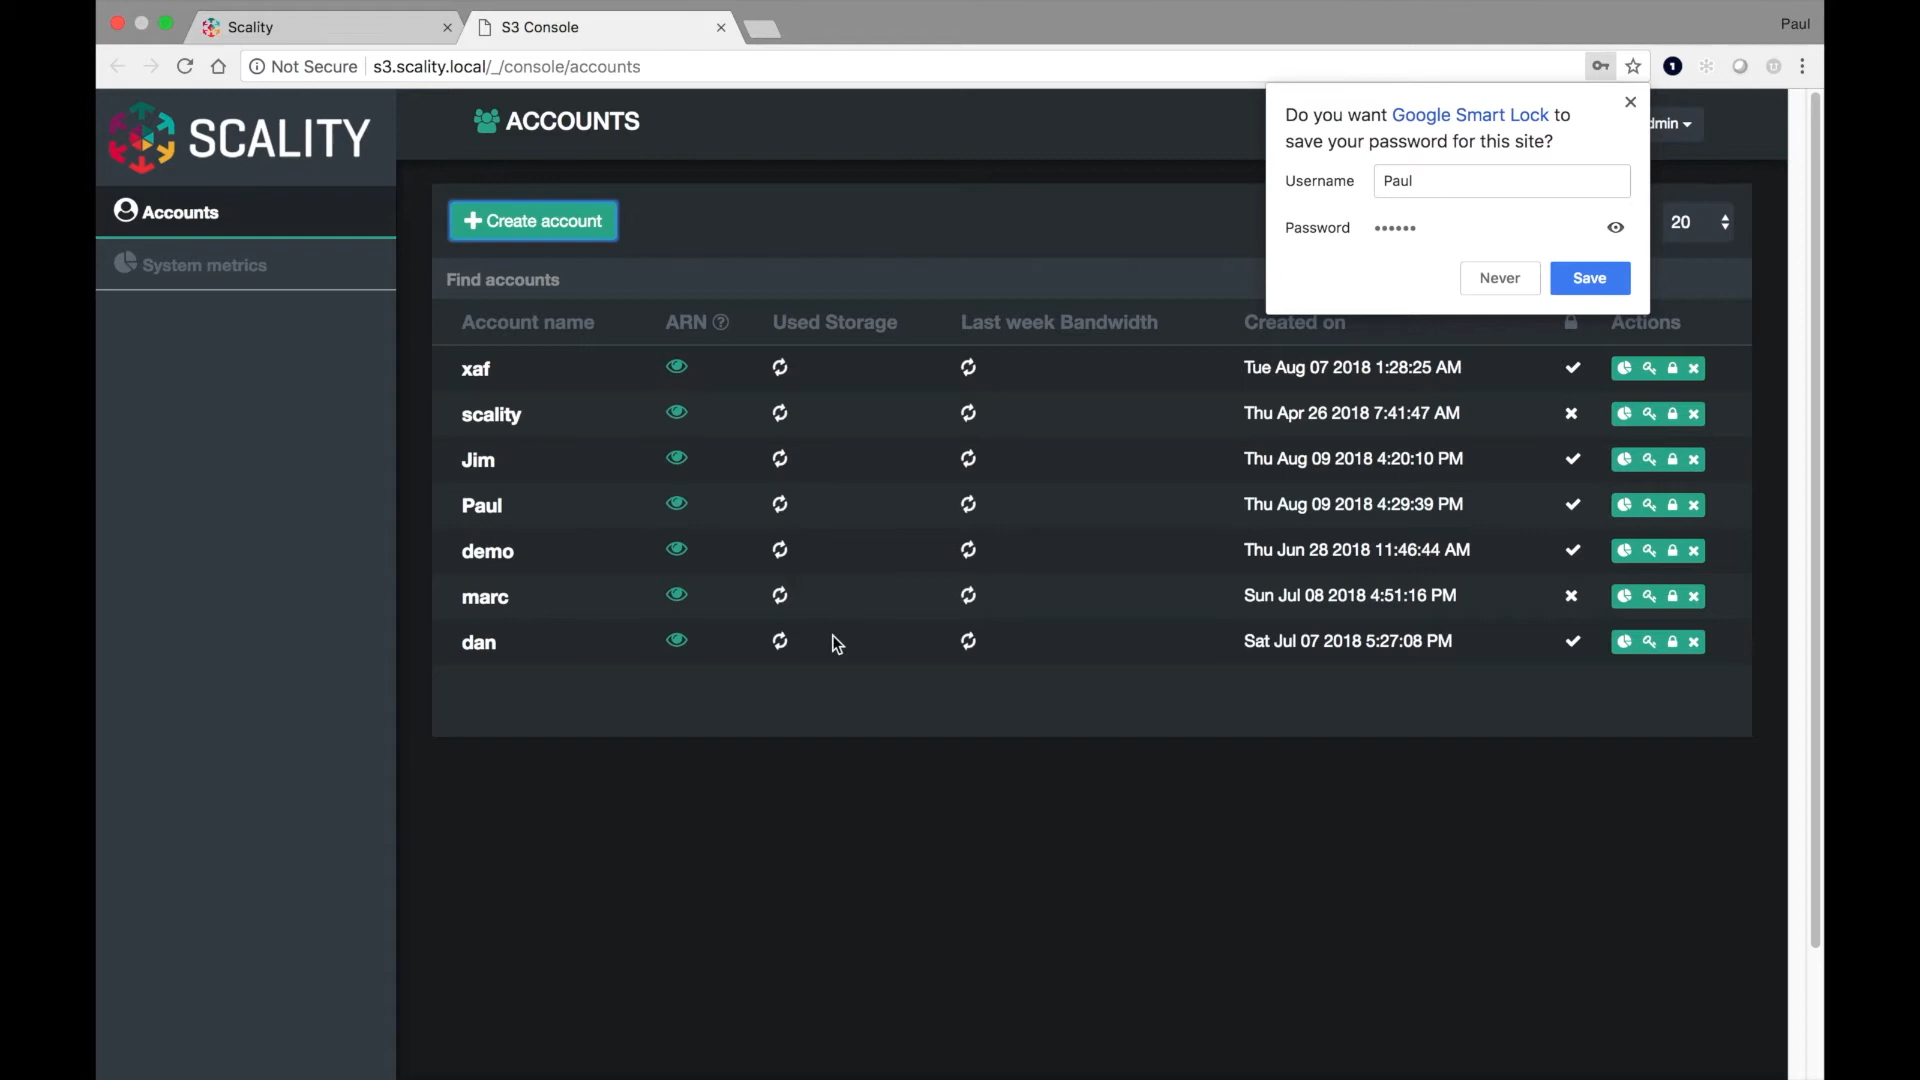 Scality
S3 Console
Paul
Not Secure
s3.scality.local/_/console/accounts
SCALITY
ACCOUNTS
Do you want Google Smart Lock to
save your password for this site?
Username
Paul
Password
••••••
Never
Save
Accounts
System metrics
Create account
20
Find accounts
Account name
ARN
Used Storage
Last week Bandwidth
Created on
Actions
xaf
Tue Aug 07 2018 1:28:25 AM
scality
Thu Apr 26 2018 7:41:47 AM
Jim
Thu Aug 09 2018 4:20:10 PM
Paul
Thu Aug 09 2018 4:29:39 PM
demo
Thu Jun 28 2018 11:46:44 AM
marc
Sun Jul 08 2018 4:51:16 PM
dan
Sat Jul 07 2018 5:27:08 PM